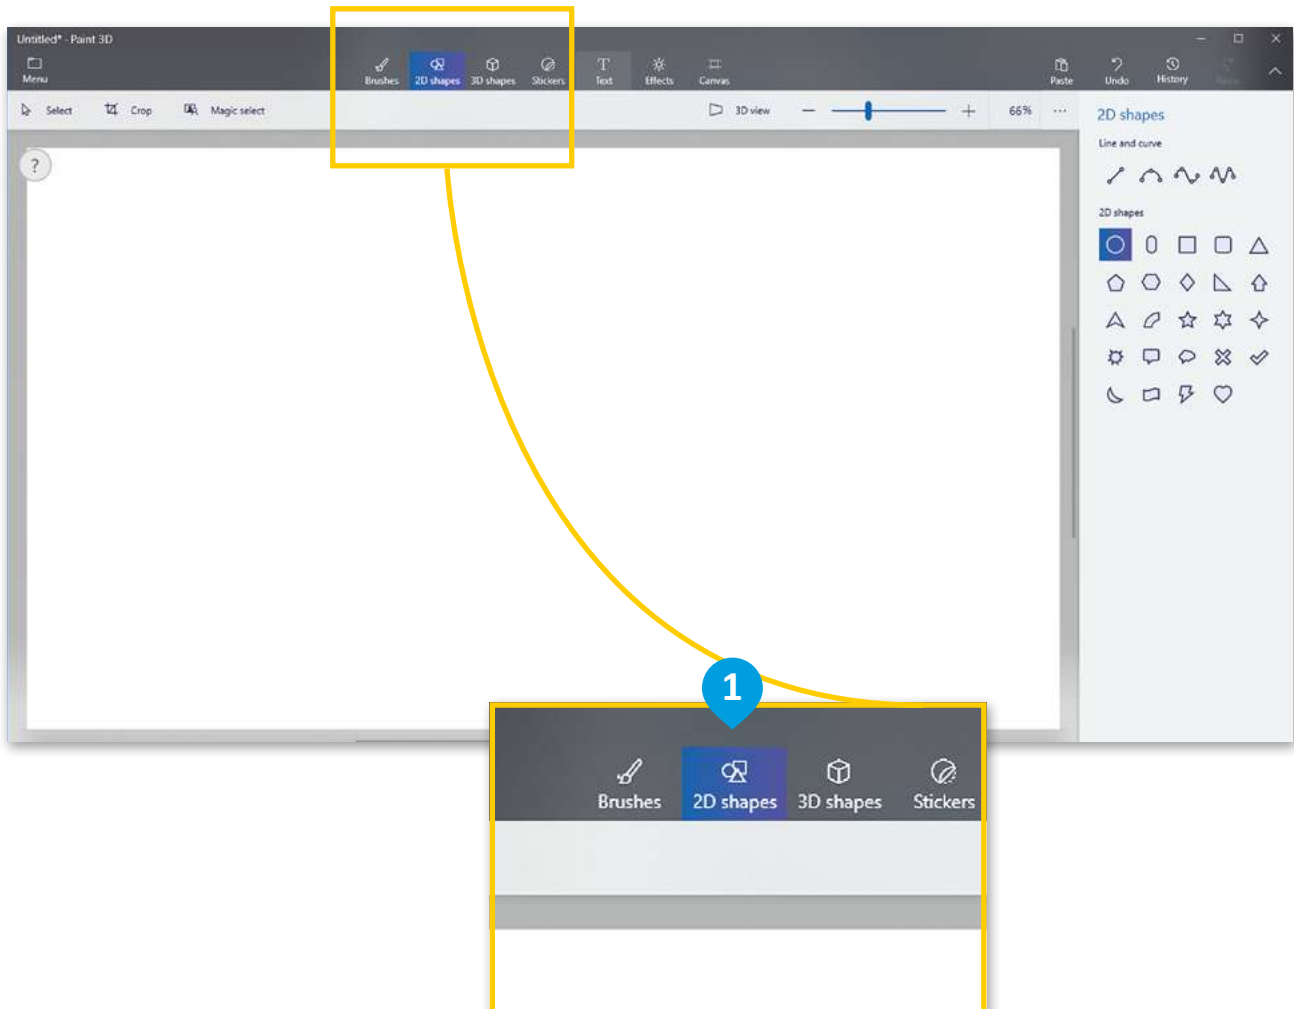 Untitled* - Paint 3D
Menu
Brushes 2D shapes 3D shapes Stickers Text Effects Canvas Paste Undo History
Select Crop Magic select 3D view 66% ...
2D shapes
Line and curve
?
2D shapes
1
Brushes 2D shapes 3D shapes Stickers